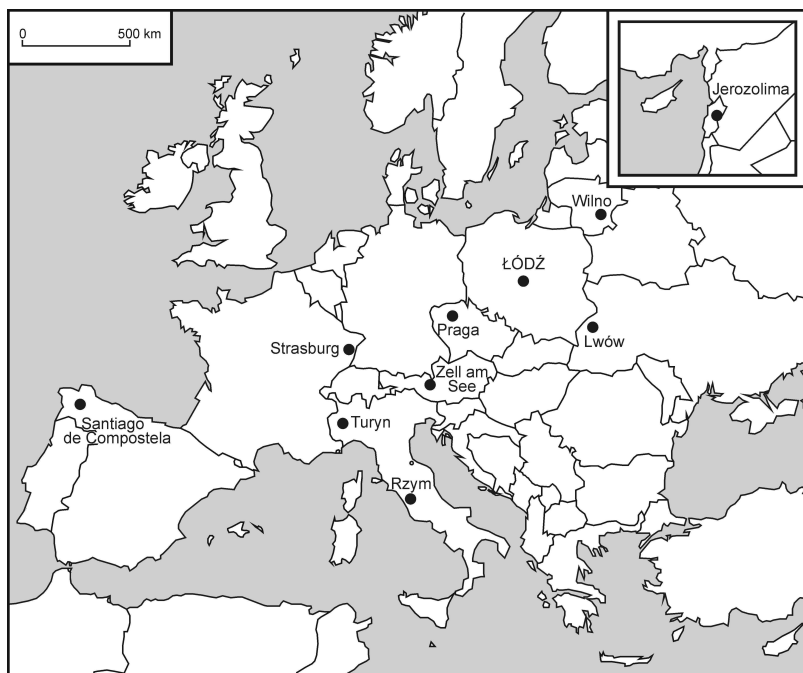 0 500 km
Jerozolima
Wilno
ŁÓDŹ
Praga
Lwów
Strasburg
Zell am
See
Santiago
de Compostela
Turyn
Rzym